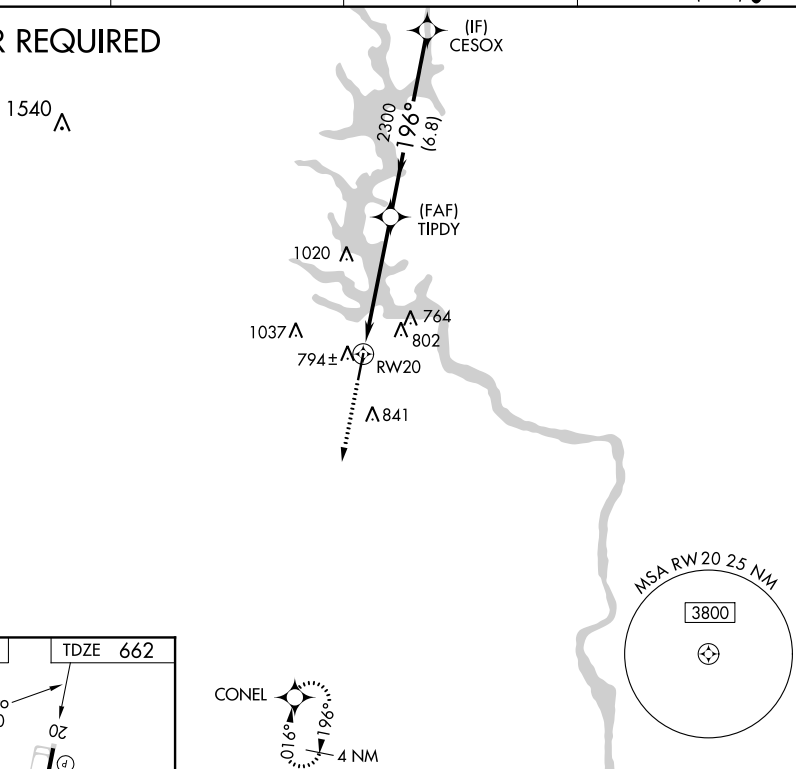 R REQUIRED
1540
(IF)
CESOX
2300
196°
(6.8)
(FAF)
TIPDY
1020
764
802
1037
794±
RW20
841
MSA RW20 25 NM
3800
TDZE 662
20
P
CONEL
016°
196°
4 NM